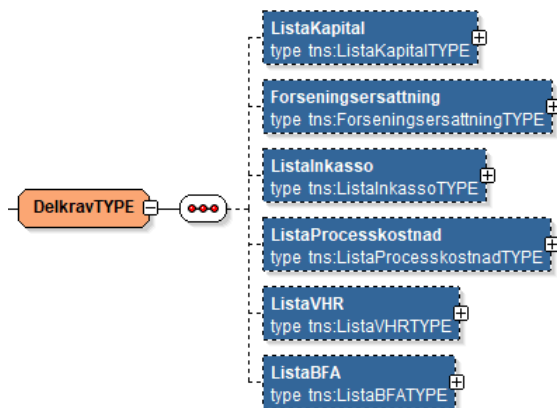 ListaKapital
type tns:ListaKapitalTYPE
Forseningsersattning
type tns:ForseningsersattningTYPE
ListaInkasso
type tns:ListaInkassoTYPE
DelkravTYPE
ListaProcesskostnad
type tns:ListaProcesskostnadTYPE
ListaVHR
type tns:ListaVHRTYPE
ListaBFA
type tns:ListaBFATYPE